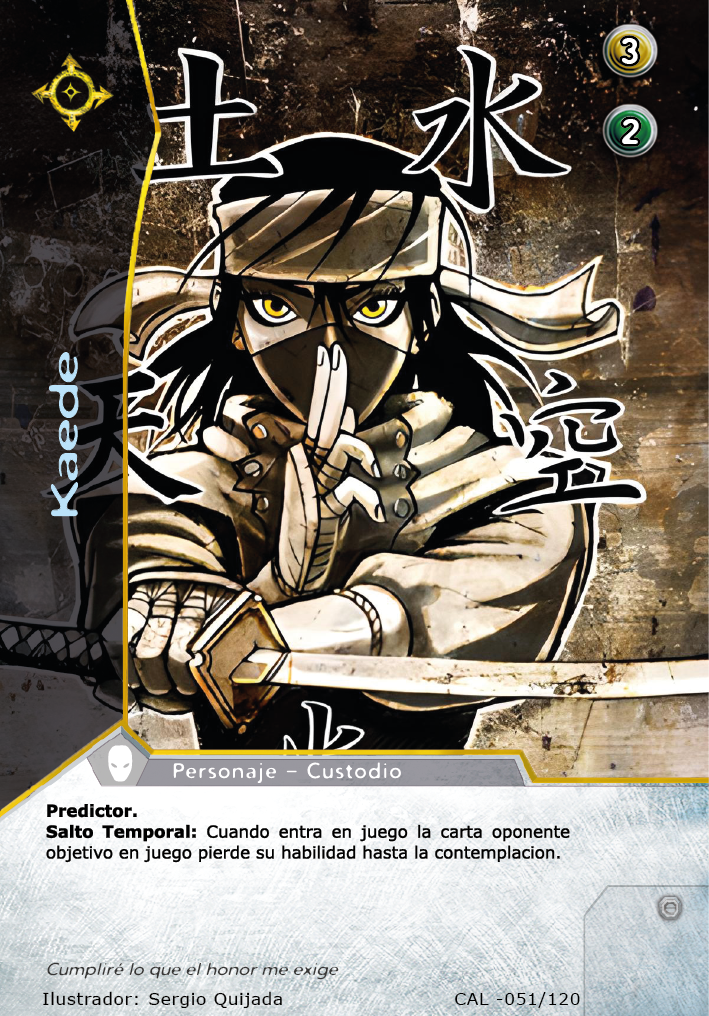 3
土 水
2
Kaede
天
空
水
Personaje – Custodio
Predictor.
Salto Temporal: Cuando entra en juego la carta oponente
objetivo en juego pierde su habilidad hasta la contemplacion.
Cumpliré lo que el honor me exige
Ilustrador: Sergio Quijada CAL -051/120